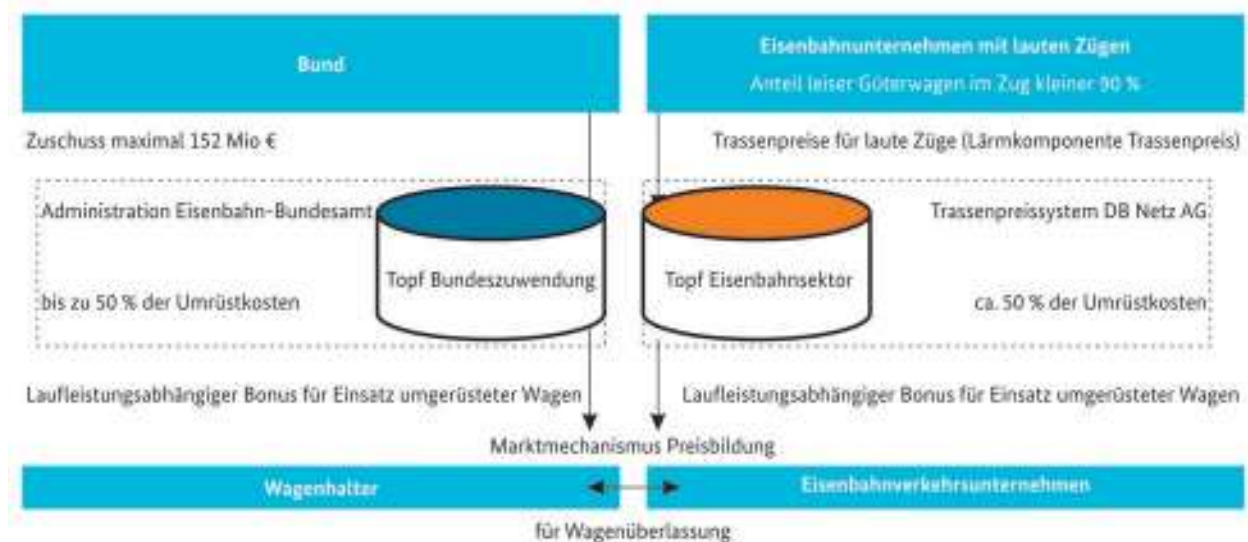 Bund
Eisenbahnunternehmen mit lauten Zügen
Anteil leiser Güterwagen im Zug kleiner 90 %
Zuschuss maximal 152 Mio €
Trassenpreise für laute Züge (Lärmkomponente Trassenpreis)
Administration Eisenbahn-Bundesamt
Trassenpreissystem DB Netz AG
Topf Bundeszuwendung
Topf Eisenbahnsektor
bis zu 50 % der Umrüstkosten
ca. 50 % der Umrüstkosten
Laufleistungsabhängiger Bonus für Einsatz umgerüsteter Wagen
Laufleistungsabhängiger Bonus für Einsatz umgerüsteter Wagen
Marktmechanismus Preisbildung
Wagenhalter
Eisenbahnverkehrsunternehmen
für Wagenüberlassung